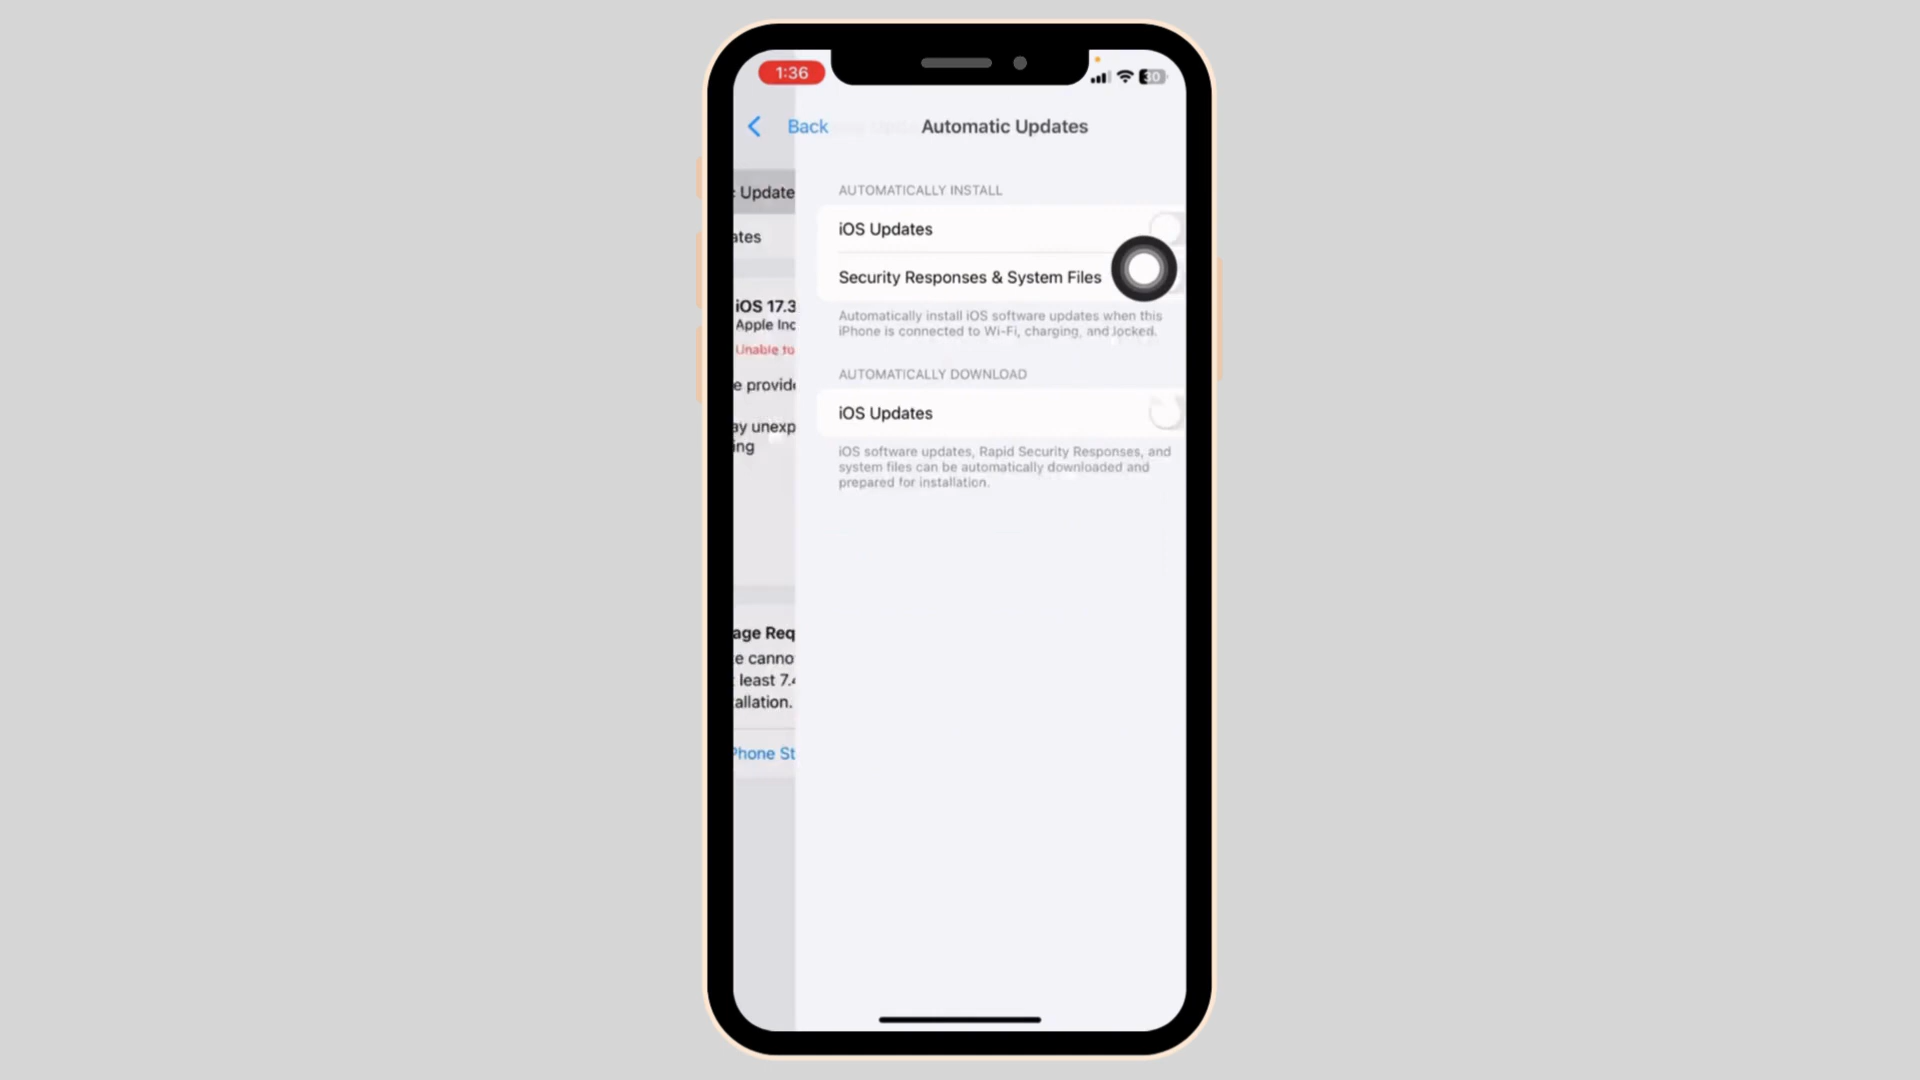 1:36
30
Back
Automatic Updates
AUTOMATICALLY INSTALL
iOS Updates
Security Responses & System Files
Automatically install iOS software updates when this
iPhone is connected to Wi-Fi, charging, and locked.
AUTOMATICALLY DOWNLOAD
iOS Updates
iOS software updates, Rapid Security Responses, and
system files can be automatically downloaded and
prepared for installation.
c Update
ates
iOS 17.3
Apple Inc
Unable to
e provide
ay unexp
ing
age Req
e canno
least 7.4
allation.
Phone St